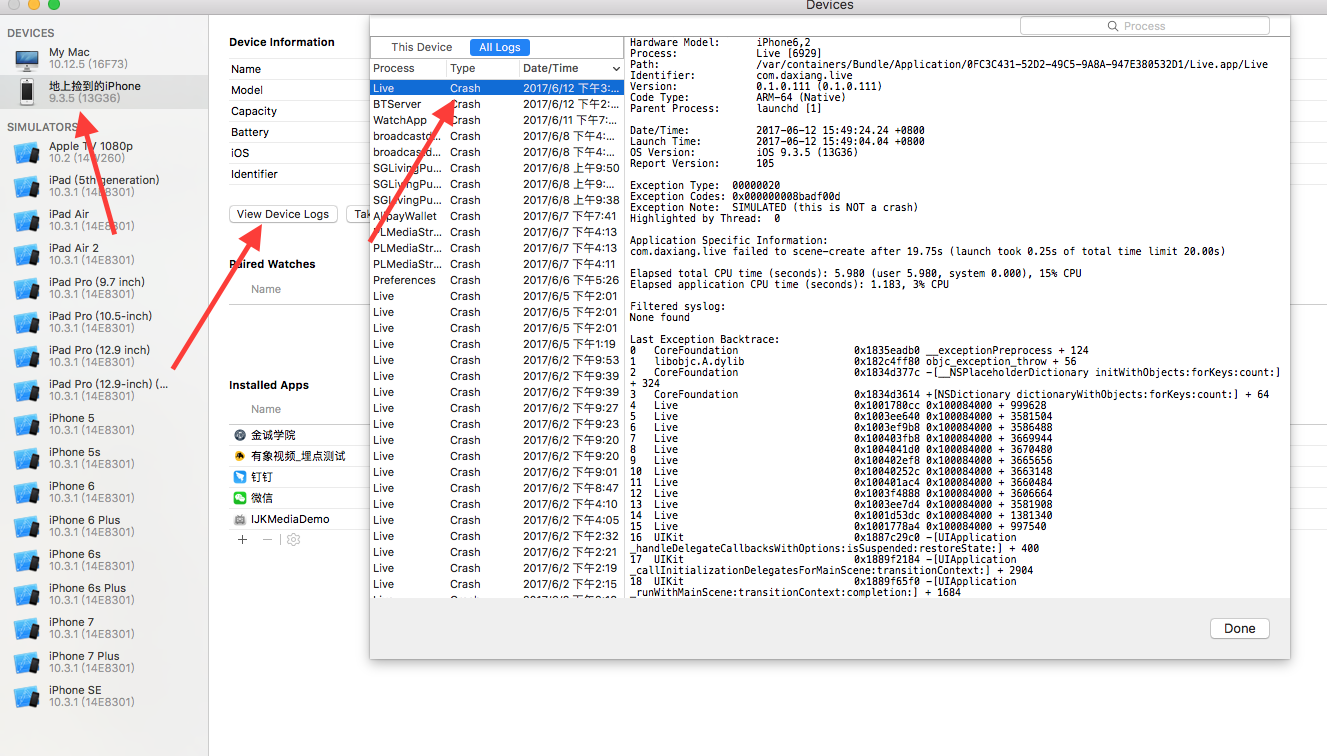 Devices
DEVICES
My Mac
10.12.5 (16F73)
地上捡到的iPhone
9.3.5 (13G36)
SIMULATORS
Apple TV 1080p
10.2 (14W260)
iPad (5th generation)
10.3.1 (14E8301)
iPad Air
10.3.1 (14E8301)
iPad Air 2
10.3.1 (14E8301)
iPad Pro (9.7 inch)
10.3.1 (14E8301)
iPad Pro (10.5-inch)
10.3.1 (14E8301)
iPad Pro (12.9 inch)
10.3.1 (14E8301)
iPad Pro (12.9-inch) (...
10.3.1 (14E8301)
iPhone 5
10.3.1 (14E8301)
iPhone 5s
10.3.1 (14E8301)
iPhone 6
10.3.1 (14E8301)
iPhone 6 Plus
10.3.1 (14E8301)
iPhone 6s
10.3.1 (14E8301)
iPhone 6s Plus
10.3.1 (14E8301)
iPhone 7
10.3.1 (14E8301)
iPhone 7 Plus
10.3.1 (14E8301)
iPhone SE
10.3.1 (14E8301)
Device Information
Name
Model
Capacity
Battery
iOS
Identifier
View Device Logs Tak
Paired Watches
Name
Installed Apps
Name
金诚学院
有象视频_埋点测试
钉钉
微信
IJKMediaDemo
Process
This Device All Logs
Process Type Date/Time
Live Crash 2017/6/12 下午3:...
BTServer Crash 2017/6/12 下午2:...
WatchApp Crash 2017/6/11 下午7:...
broadcastd... Crash 2017/6/8 下午4:...
broadcastd... Crash 2017/6/8 下午4:...
SGLivingPu... Crash 2017/6/8 上午9:50
SGLivingPu... Crash 2017/6/8 上午9:...
SGLivingPu... Crash 2017/6/8 上午9:38
AlipayWallet Crash 2017/6/7 下午7:41
PLMediaStr... Crash 2017/6/7 下午4:13
PLMediaStr... Crash 2017/6/7 下午4:13
PLMediaStr... Crash 2017/6/7 下午4:11
Preferences Crash 2017/6/6 下午5:26
Live Crash 2017/6/5 下午2:01
Live Crash 2017/6/5 下午2:01
Live Crash 2017/6/5 下午2:01
Live Crash 2017/6/5 下午1:19
Live Crash 2017/6/2 下午9:53
Live Crash 2017/6/2 下午9:39
Live Crash 2017/6/2 下午9:39
Live Crash 2017/6/2 下午9:27
Live Crash 2017/6/2 下午9:23
Live Crash 2017/6/2 下午9:20
Live Crash 2017/6/2 下午9:20
Live Crash 2017/6/2 下午9:01
Live Crash 2017/6/2 下午8:47
Live Crash 2017/6/2 下午4:10
Live Crash 2017/6/2 下午4:05
Live Crash 2017/6/2 下午2:32
Live Crash 2017/6/2 下午2:21
Live Crash 2017/6/2 下午2:19
Live Crash 2017/6/2 下午2:15
Hardware Model: iPhone6,2
Process: Live [6929]
Path: /var/containers/Bundle/Application/0FC3C431-52D2-49C5-9A8A-947E380532D1/Live.app/Live
Identifier: com.daxiang.live
Version: 0.1.0.111 (0.1.0.111)
Code Type: ARM-64 (Native)
Parent Process: launchd [1]
Date/Time: 2017-06-12 15:49:24.24 +0800
Launch Time: 2017-06-12 15:49:04.04 +0800
OS Version: iOS 9.3.5 (13G36)
Report Version: 105
Exception Type: 00000020
Exception Codes: 0x000000008badf00d
Exception Note: SIMULATED (this is NOT a crash)
Highlighted by Thread: 0
Application Specific Information:
com.daxiang.live failed to scene-create after 19.75s (launch took 0.25s of total time limit 20.00s)
Elapsed total CPU time (seconds): 5.980 (user 5.980, system 0.000), 15% CPU
Elapsed application CPU time (seconds): 1.183, 3% CPU
Filtered syslog:
None found
Last Exception Backtrace:
0 CoreFoundation 0x1835eadb0 __exceptionPreprocess + 124
1 libobjc.A.dylib 0x182c4ff80 objc_exception_throw + 56
2 CoreFoundation 0x1834d377c -[__NSPlaceholderDictionary initWithObjects:forKeys:count:]
+ 324
3 CoreFoundation 0x1834d3614 +[NSDictionary dictionaryWithObjects:forKeys:count:] + 64
4 Live 0x1001780cc 0x100084000 + 999628
5 Live 0x1003ee640 0x100084000 + 3581504
6 Live 0x1003ef9b8 0x100084000 + 3586488
7 Live 0x100403fb8 0x100084000 + 3669944
8 Live 0x1004041d0 0x100084000 + 3670480
9 Live 0x100402ef8 0x100084000 + 3665656
10 Live 0x10040252c 0x100084000 + 3663148
11 Live 0x100401ac4 0x100084000 + 3660484
12 Live 0x1003f4888 0x100084000 + 3606664
13 Live 0x1003ee7d4 0x100084000 + 3581908
14 Live 0x1001d53dc 0x100084000 + 1381340
15 Live 0x1001778a4 0x100084000 + 997540
16 UIKit 0x1887c29c0 -[UIApplication
_handleDelegateCallbacksWithOptions:isSuspended:restoreState:] + 400
17 UIKit 0x1889f2184 -[UIApplication
_callInitializationDelegatesForMainScene:transitionContext:] + 2904
18 UIKit 0x1889f65f0 -[UIApplication
_runWithMainScene:transitionContext:completion:] + 1684
Done